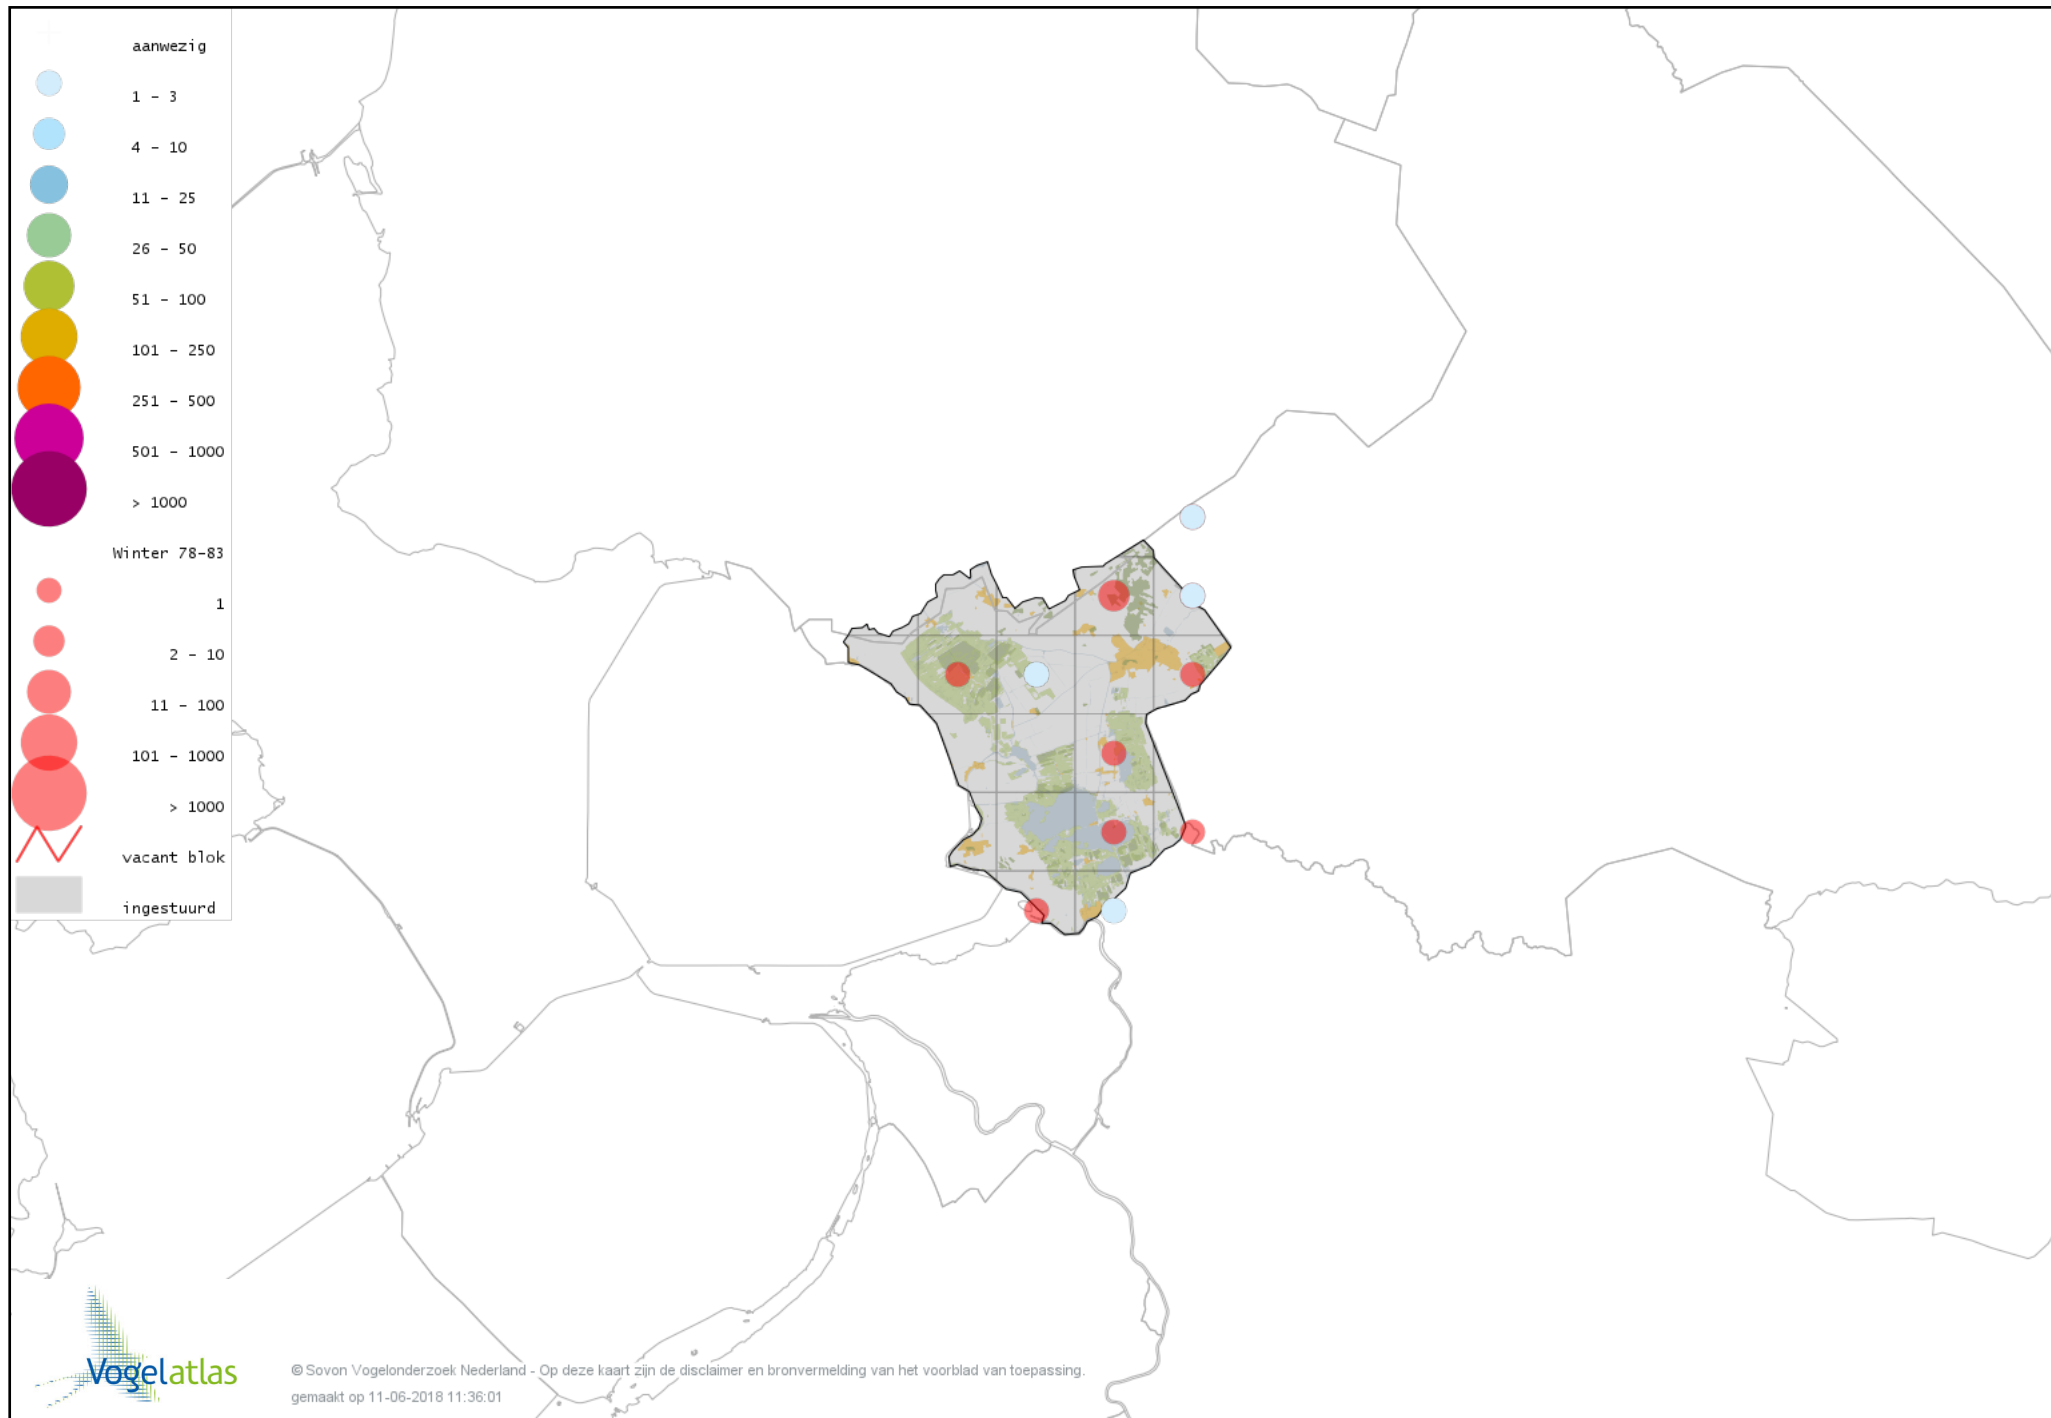 aanwezig
1 - 3
4 - 10
11 - 25
26 - 50
51 - 100
101 - 250
251 - 500
501 - 1000
> 1000
Winter 78-83
1
2 - 10
11 - 100
101 - 1000
> 1000
vacant blok
ingestuurd
Vogelatlas
© Sovon Vogelonderzoek Nederland - Op deze kaart zijn de disclaimer en bronvermelding van het voorblad van toepassing.
gemaakt op 11-06-2018 11:36:01